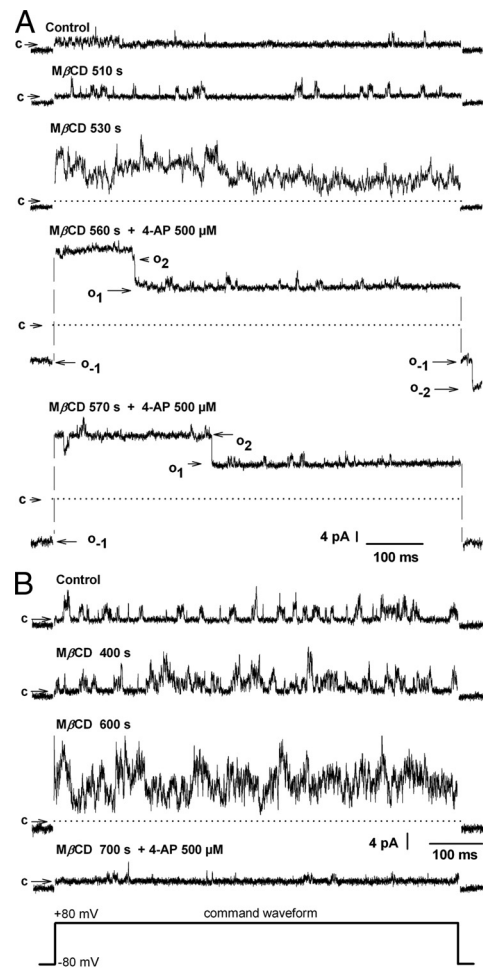 A
Control
c
MβCD 510 s
c
MβCD 530 s
c
MβCD 560 s + 4-AP 500 µM
o2
o1
c
o-1
o-1
o-2
MβCD 570 s + 4-AP 500 µM
o2
o1
c
4 pA
o-1
100 ms
B
Control
c
MβCD 400 s
c
MβCD 600 s
c
4 pA
100 ms
MβCD 700 s + 4-AP 500 µM
c
+80 mV
command waveform
-80 mV